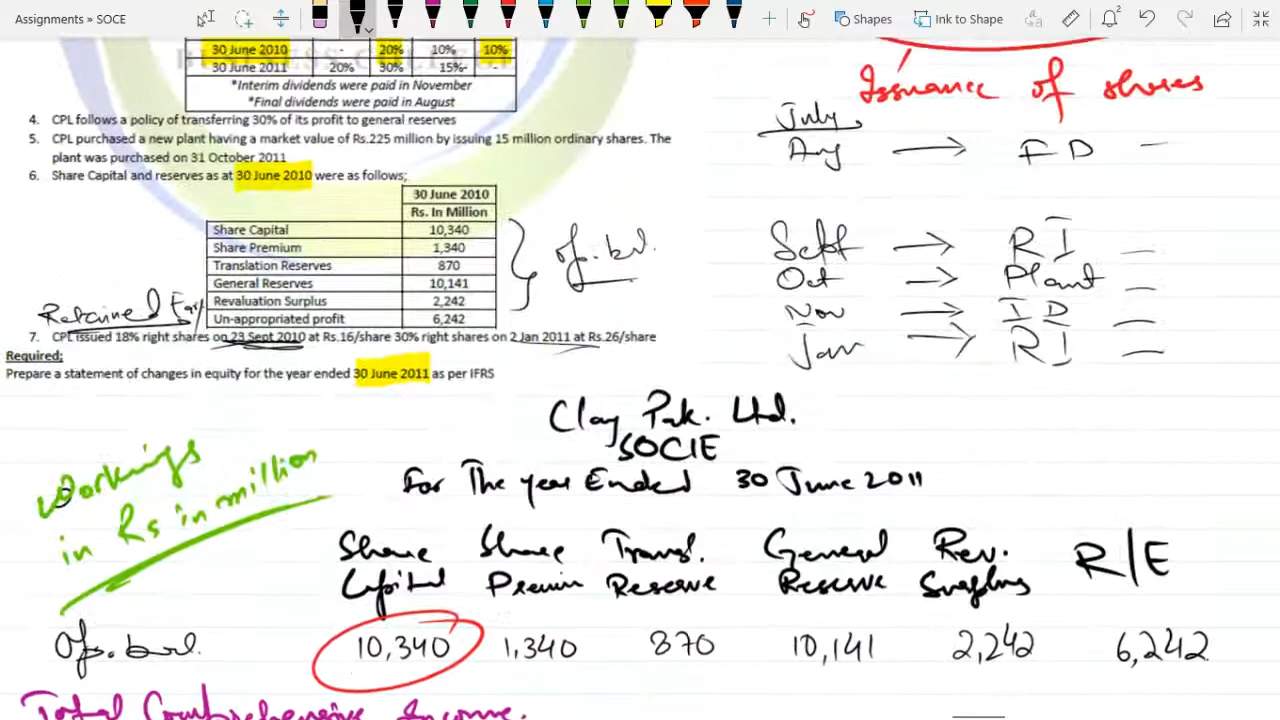 Assignments » SOCE
Shapes
Ink to Shape
30 June 2010 - 20% 10% 10%
30 June 2011 20% 30% 15%- -
*Interim dividends were paid in November
*Final dividends were paid in August
4. CPL follows a policy of transferring 30% of its profit to general reserves
5. CPL purchased a new plant having a market value of Rs.225 million by issuing 15 million ordinary shares. The
plant was purchased on 31 October 2011
6. Share Capital and reserves as at 30 June 2010 were as follows;
30 June 2010
Rs. In Million
Share Capital 10,340
Share Premium 1,340
Translation Reserves 870
General Reserves 10,141
Revaluation Surplus 2,242
Un-appropriated profit 6,242
Op. bal.
Retained Ear
7. CPL issued 18% right shares on 23 Sept 2010 at Rs.16/share 30% right shares on 2 Jan 2011 at Rs.26/share
Required;
Prepare a statement of changes in equity for the year ended 30 June 2011 as per IFRS
Issuance of shares
July
Aug → FD —
Sept → RI —
Oct → Plant —
Nov → ID —
Jan → RI —
Clay Pak. Ltd.
SOCIE
For The year Ended 30 June 2011
Workings
in Rs in million
Share Capital Share Premium Transl. Reserve General Reserve Rev. Surplus R/E
Op. bal. 10,340 1,340 870 10,141 2,242 6,242
Total Comprehensive Income.